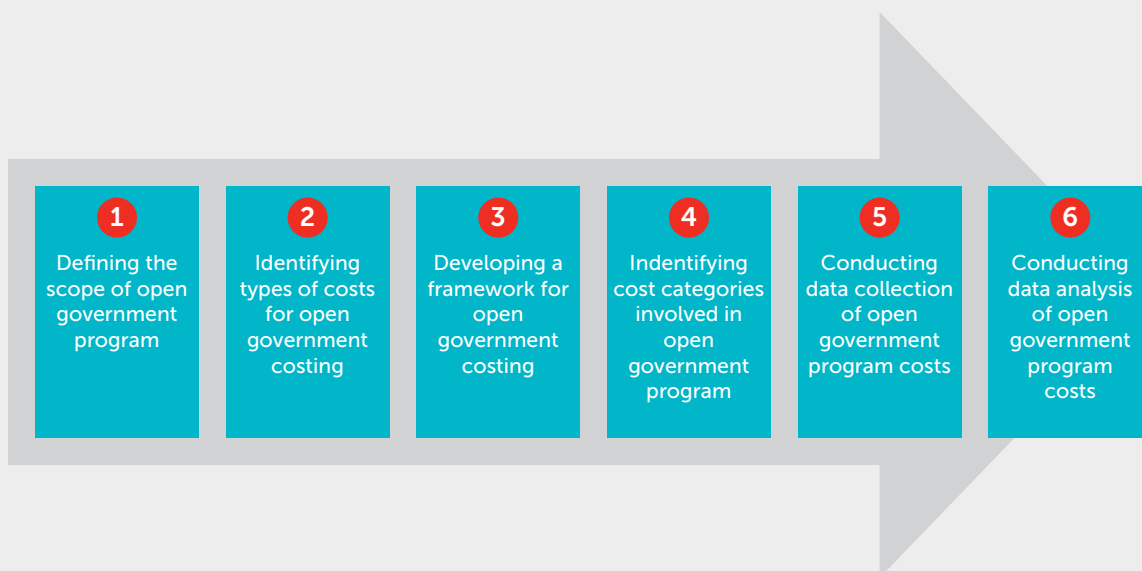 1
Defining the
scope of open
government
program
2
Identifying
types of costs
for open
government
costing
3
Developing a
framework for
open
government
costing
4
Indentifying
cost categories
involved in
open
government
program
5
Conducting
data collection
of open
government
program costs
6
Conducting
data analysis
of open
government
program
costs